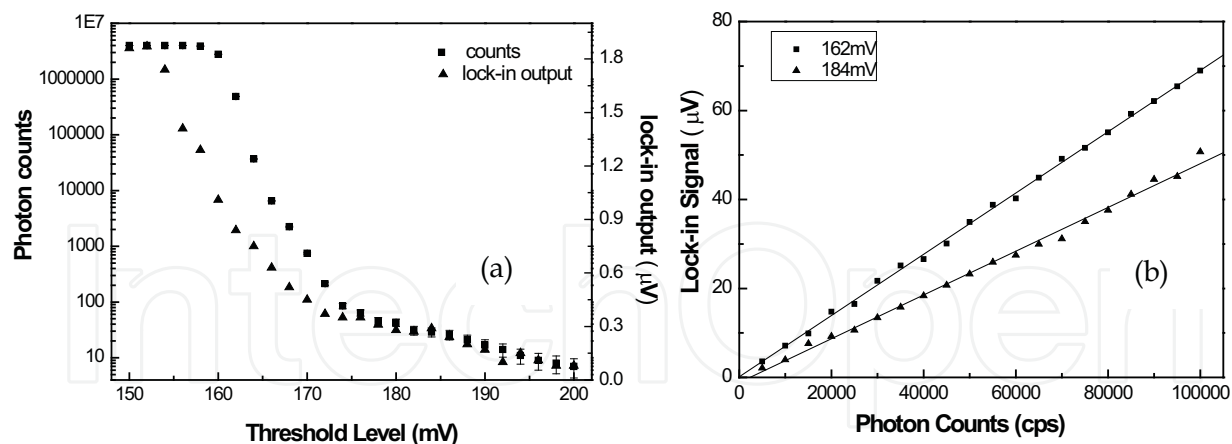 1E7
1000000
100000
10000
1000
100
10
Photon counts
counts
lock-in output
1.8
1.5
1.2
0.9
0.6
0.3
0.0
lock-in output ( μV)
(a)
150 160 170 180 190 200
Threshold Level (mV)
162mV
184mV
80
60
40
20
0
Lock-in Signal ( μV)
(b)
0 20000 40000 60000 80000 100000
Photon Counts (cps)
IntechOpen